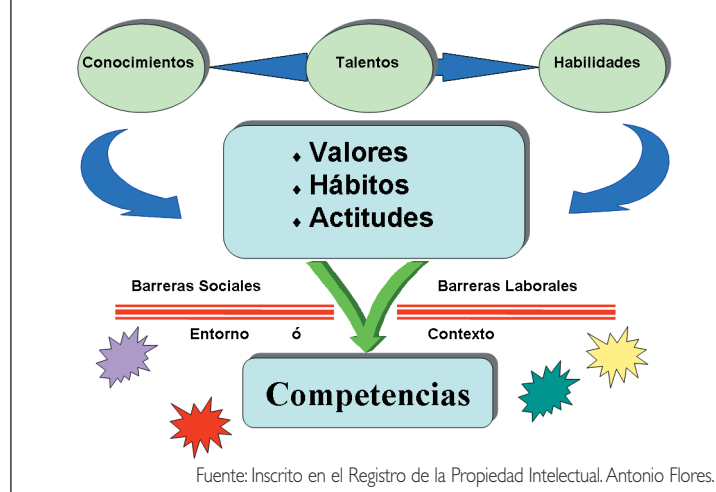 Conocimientos
Talentos
Habilidades
Valores
Hábitos
Actitudes
Barreras Sociales
Barreras Laborales
Entorno ó Contexto
Competencias
Fuente: Inscrito en el Registro de la Propiedad Intelectual. Antonio Flores.